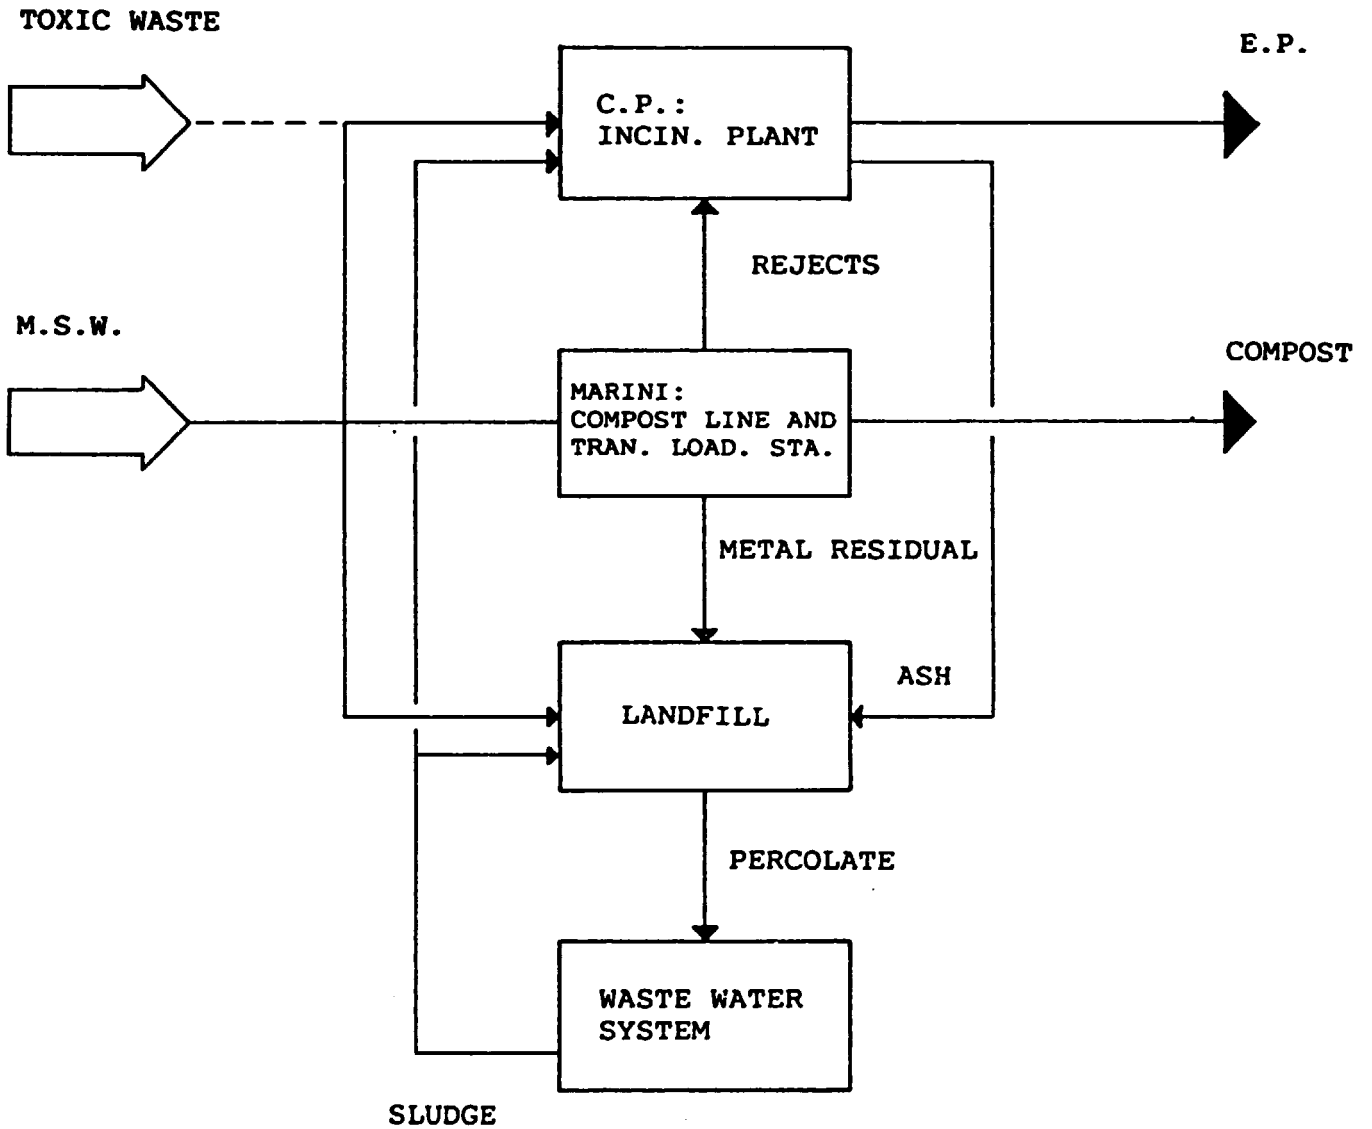 TOXIC WASTE
E.P.
C.P.:
INCIN. PLANT
REJECTS
M.S.W.
COMPOST
MARINI:
COMPOST LINE AND
TRAN. LOAD. STA.
METAL RESIDUAL
ASH
LANDFILL
PERCOLATE
WASTE WATER
SYSTEM
SLUDGE